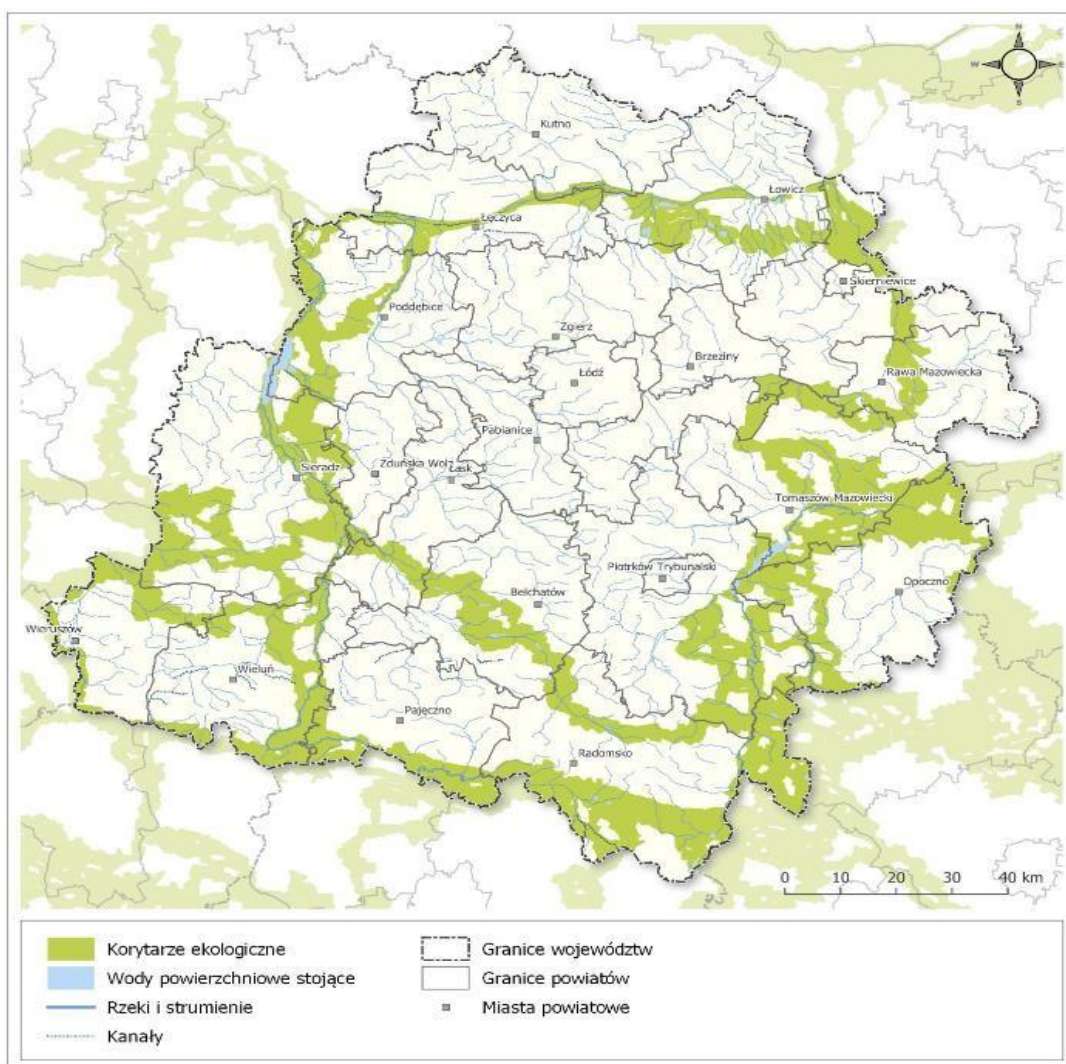 N
W E
S
Kutno
Łowicz
Łęczyca
Skierniewice
Poddębice
Zgierz
Brzeziny
Łódź
Rawa Mazowiecka
Pabianice
Zduńska Wola
Łask
Sieradz
Tomaszów Mazowiecki
Piotrków Trybunalski
Opoczno
Bełchatów
Wieruszów
Wieluń
Pajęczno
Radomsko
0 10 20 30 40 km
Korytarze ekologiczne
Wody powierzchniowe stojące
Rzeki i strumienie
Kanały
Granice województw
Granice powiatów
Miasta powiatowe